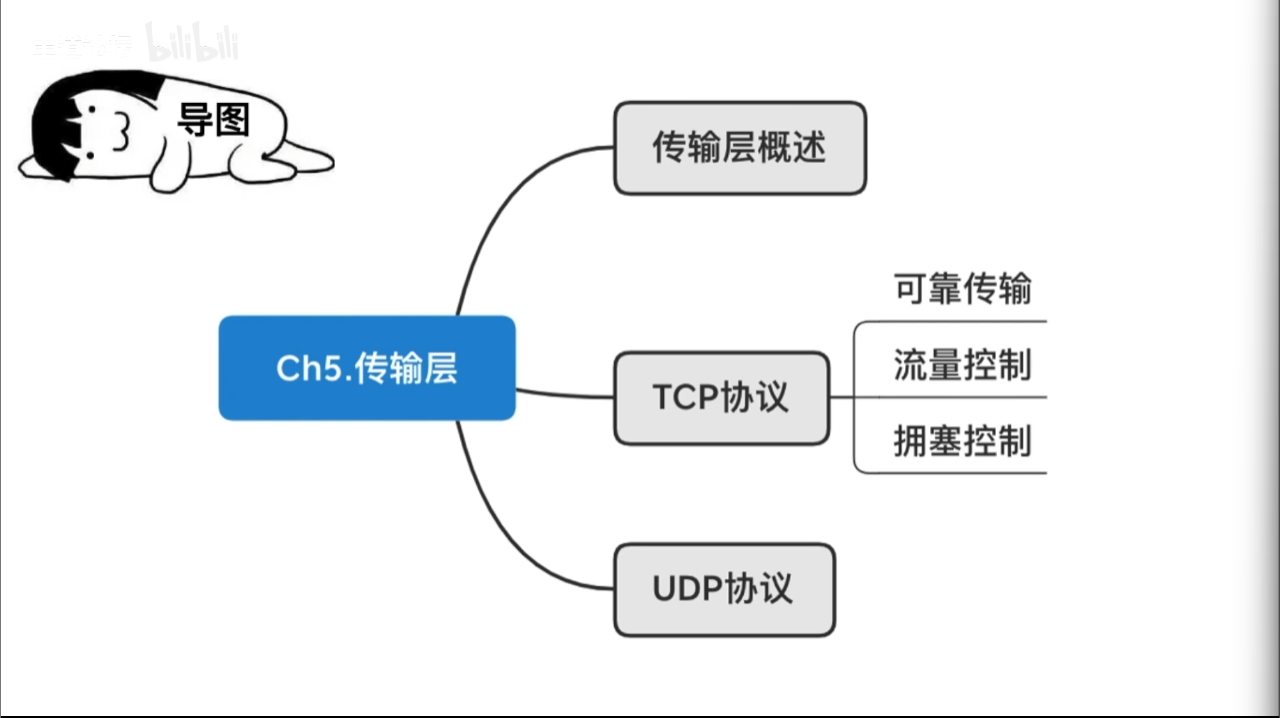 bilibili
导图
传输层概述
可靠传输
Ch5.传输层
流量控制
TCP协议
拥塞控制
UDP协议